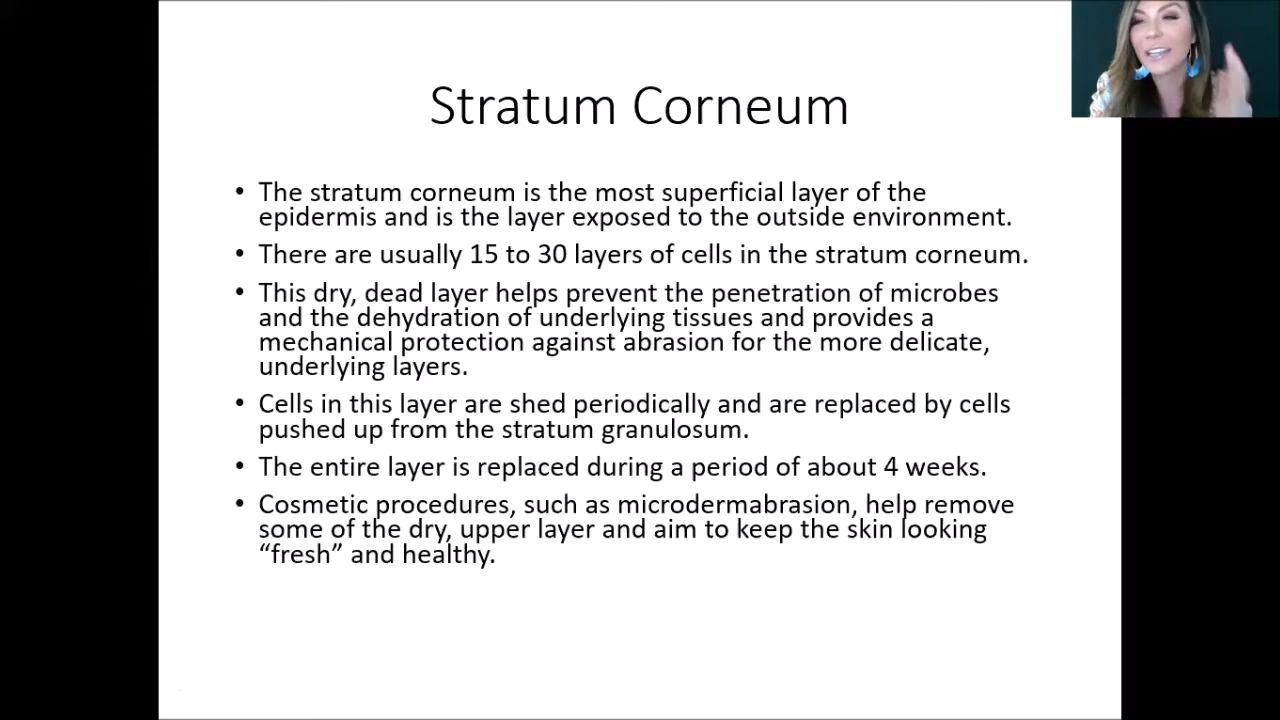 Stratum Corneum
• The stratum corneum is the most superficial layer of the
epidermis and is the layer exposed to the outside environment.
• There are usually 15 to 30 layers of cells in the stratum corneum.
• This dry, dead layer helps prevent the penetration of microbes
and the dehydration of underlying tissues and provides a
mechanical protection against abrasion for the more delicate,
underlying layers.
• Cells in this layer are shed periodically and are replaced by cells
pushed up from the stratum granulosum.
• The entire layer is replaced during a period of about 4 weeks.
• Cosmetic procedures, such as microdermabrasion, help remove
some of the dry, upper layer and aim to keep the skin looking
“fresh” and healthy.